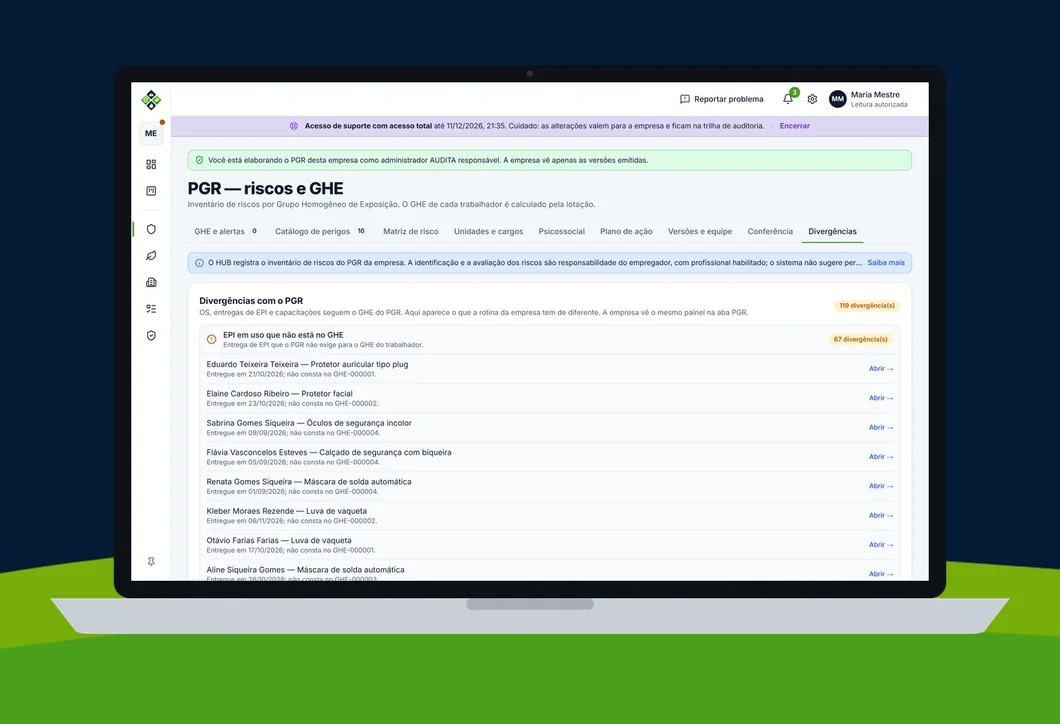 Reportar problema
3
MM
Maria Mestre
Leitura autorizada
ME
Acesso de suporte com acesso total até 11/12/2026, 21:35. Cuidado: as alterações valem para a empresa e ficam na trilha de auditoria. · Encerrar
Você está elaborando o PGR desta empresa como administrador AUDITA responsável. A empresa vê apenas as versões emitidas.
PGR — riscos e GHE
Inventário de riscos por Grupo Homogêneo de Exposição. O GHE de cada trabalhador é calculado pela lotação.
GHE e alertas 0 Catálogo de perigos 10 Matriz de risco Unidades e cargos Psicossocial Plano de ação Versões e equipe Conferência Divergências
O HUB registra o inventário de riscos do PGR da empresa. A identificação e a avaliação dos riscos são responsabilidade do empregador, com profissional habilitado; o sistema não sugere per... Saiba mais
Divergências com o PGR
119 divergência(s)
OS, entregas de EPI e capacitações seguem o GHE do PGR. Aqui aparece o que a rotina da empresa tem de diferente. A empresa vê o mesmo painel na aba PGR.
EPI em uso que não está no GHE
67 divergência(s)
Entrega de EPI que o PGR não exige para o GHE do trabalhador.
Eduardo Teixeira Teixeira — Protetor auricular tipo plug
Entregue em 21/10/2026; não consta no GHE-000001.
Abrir →
Elaine Cardoso Ribeiro — Protetor facial
Entregue em 23/10/2026; não consta no GHE-000002.
Abrir →
Sabrina Gomes Siqueira — Óculos de segurança incolor
Entregue em 09/09/2026; não consta no GHE-000004.
Abrir →
Flávia Vasconcelos Esteves — Calçado de segurança com biqueira
Entregue em 05/09/2026; não consta no GHE-000004.
Abrir →
Renata Gomes Siqueira — Máscara de solda automática
Entregue em 01/09/2026; não consta no GHE-000004.
Abrir →
Kleber Moraes Rezende — Luva de vaqueta
Entregue em 06/11/2026; não consta no GHE-000002.
Abrir →
Otávio Farias Farias — Luva de vaqueta
Entregue em 17/10/2026; não consta no GHE-000001.
Abrir →
Aline Siqueira Gomes — Máscara de solda automática
Entregue em 26/10/2026; não consta no GHE-000003.
Abrir →